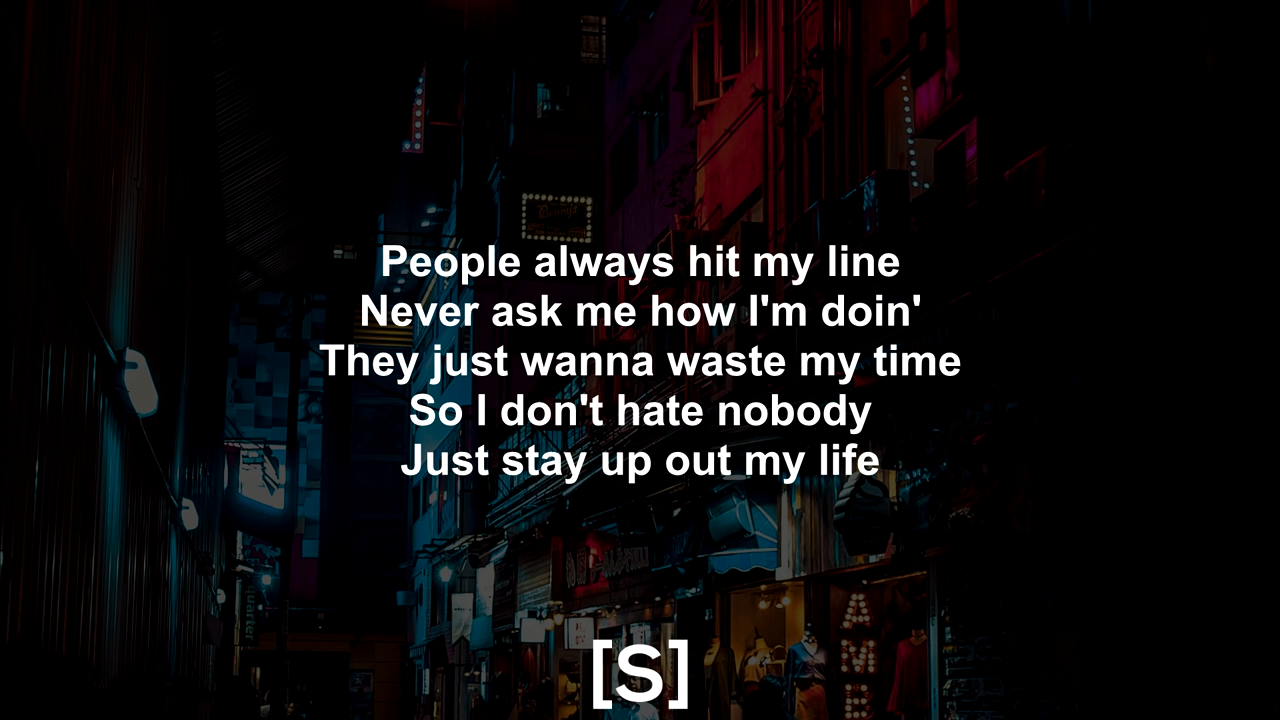 People always hit my line
Never ask me how I'm doin'
They just wanna waste my time
So I don't hate nobody
Just stay up out my life
[S]